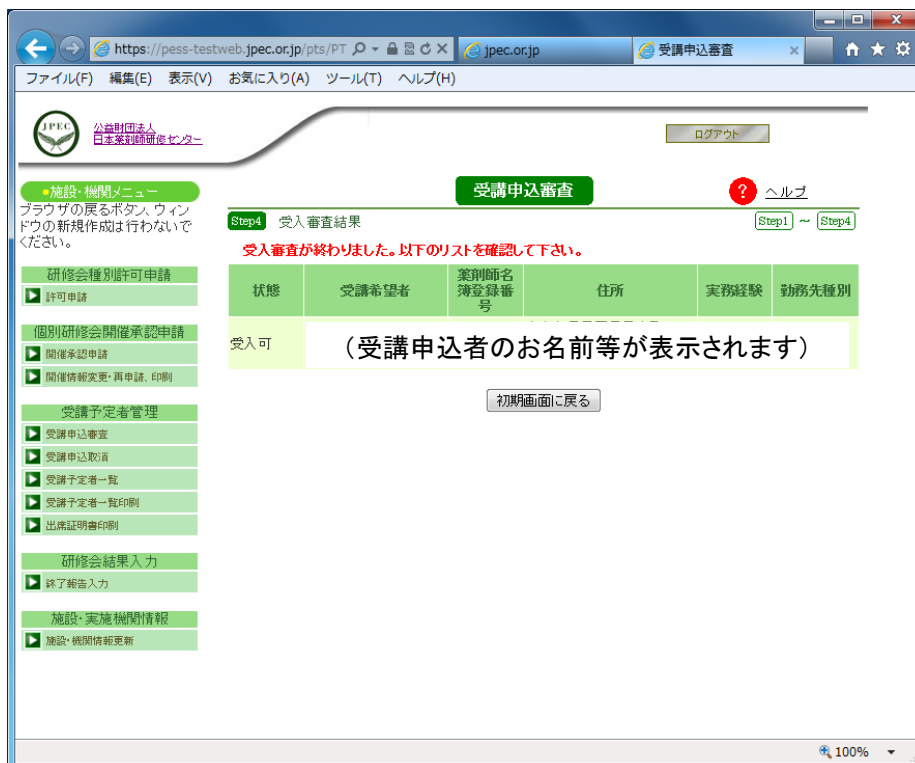 https://pess-testweb.jpec.or.jp/pts/PT
jpec.or.jp
受講申込審査
ファイル(F) 編集(E) 表示(V) お気に入り(A) ツール(T) ヘルプ(H)
JPEC
公益財団法人
日本薬剤師研修センター
ログアウト
●施設・機関メニュー
ブラウザの戻るボタン、ウィン
ドウの新規作成は行わないで
ください。
研修会種別許可申請
許可申請
個別研修会開催承認申請
開催承認申請
開催情報変更・再申請、印刷
受講予定者管理
受講申込審査
受講申込取消
受講予定者一覧
受講予定者一覧印刷
出席証明書印刷
研修会結果入力
終了報告入力
施設・実施機関情報
施設・機関情報更新
受講申込審査
? ヘルプ
Step4 受入審査結果
Step1 ~ Step4
受入審査が終わりました。以下のリストを確認して下さい。
状態 受講希望者 薬剤師名簿登録番号 住所 実務経験 勤務先種別
受入可 (受講申込者のお名前等が表示されます)
初期画面に戻る
100%